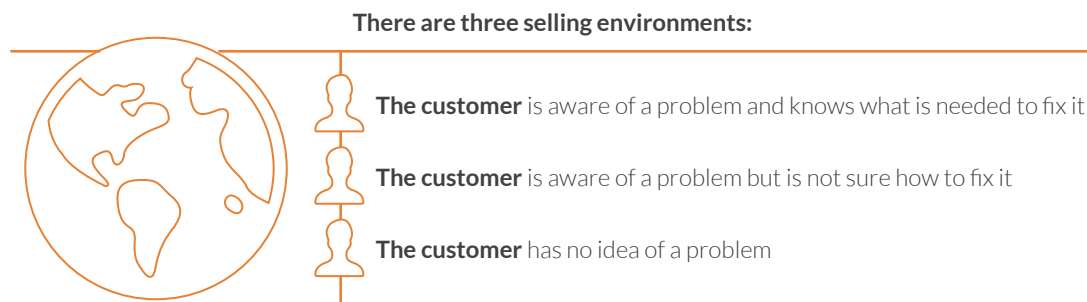 There are three selling environments:
The customer is aware of a problem and knows what is needed to fix it
The customer is aware of a problem but is not sure how to fix it
The customer has no idea of a problem